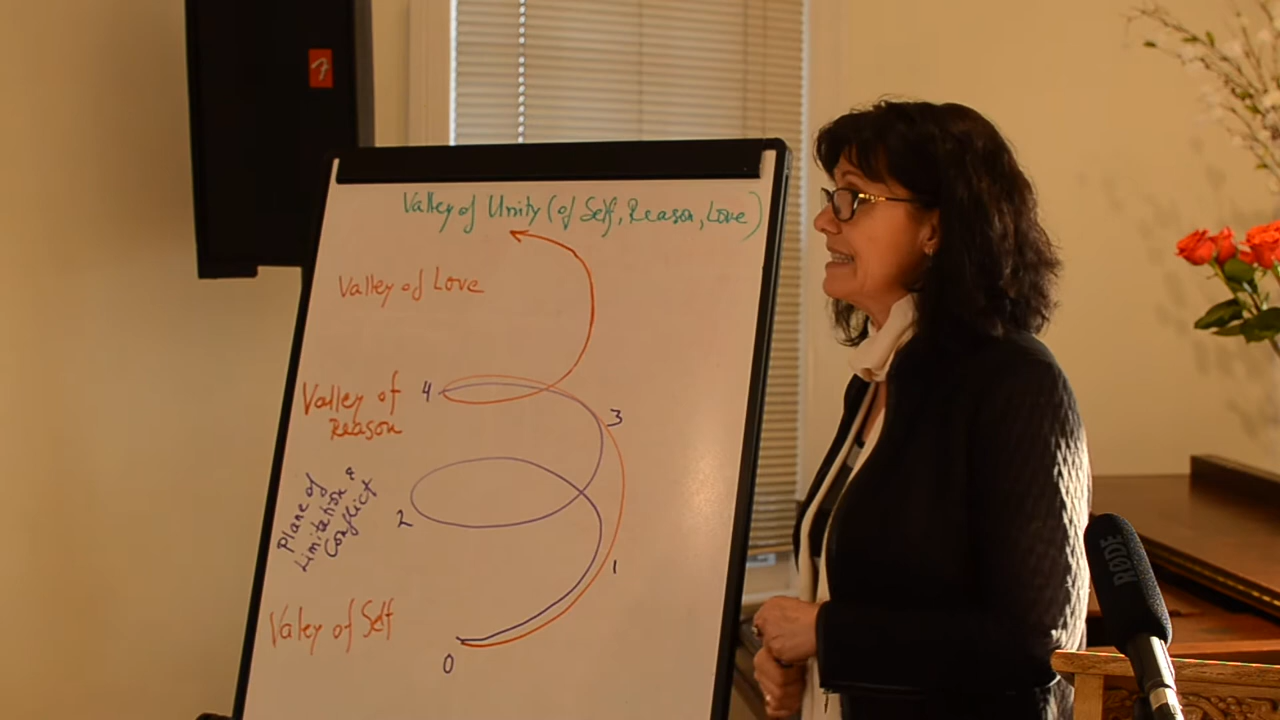 Valley of Unity (of Self, Reason, Love)
Valley of Love
Valley of
Reason
4
3
Plane of
Limitation &
Conflict
2
1
Valey of Self
0
RØDE